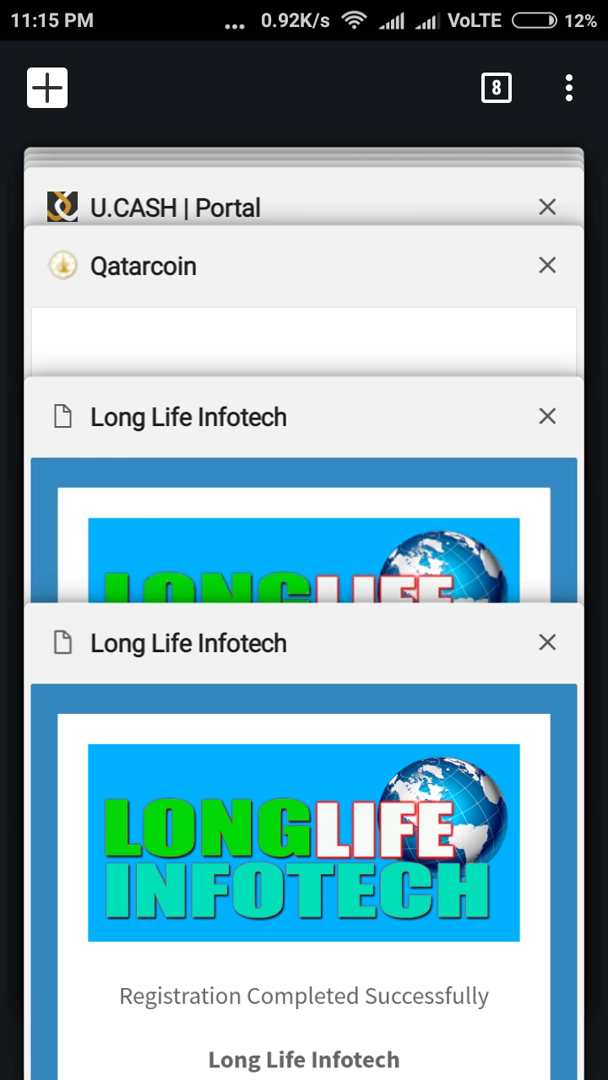 11:15 PM ... 0.92K/s VoLTE 12%
8
U.CASH | Portal
Qatarcoin
Long Life Infotech
LONGLIFE
Long Life Infotech
LONGLIFE
INFOTECH
Registration Completed Successfully
Long Life Infotech